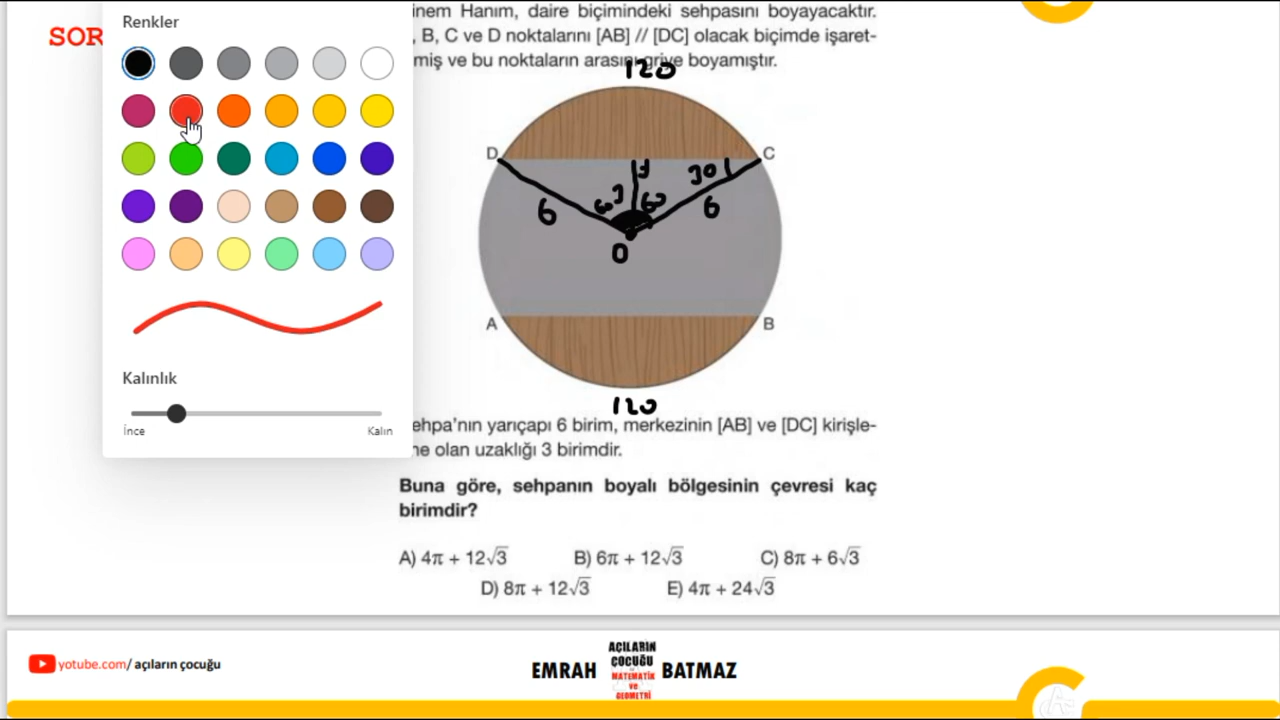 Renkler
SOR
inem Hanım, daire biçimindeki sehpasını boyayacaktır.
, B, C ve D noktalarını [AB] // [DC] olacak biçimde işaret-
miş ve bu noktaların arasını griye boyamıştır.
120
D
C
3
30
60
60
6
6
O
A
B
Kalınlık
İnce
Kalın
120
ehpa'nın yarıçapı 6 birim, merkezinin [AB] ve [DC] kirişle-
ne olan uzaklığı 3 birimdir.
Buna göre, sehpanın boyalı bölgesinin çevresi kaç
birimdir?
A) 4π + 12√3 B) 6π + 12√3 C) 8π + 6√3
D) 8π + 12√3 E) 4π + 24√3
yotube.com/ açıların çocuğu
EMRAH
AÇILARIN
ÇOCUĞU
MATEMATİK
ve
GEOMETRİ
BATMAZ